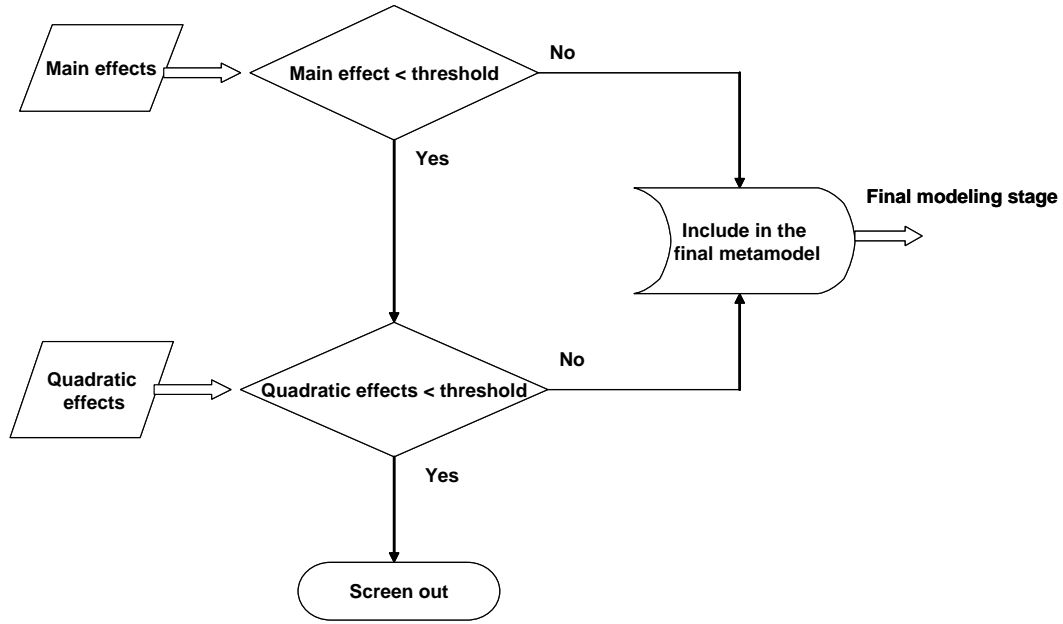 No
Main effects
Main effect < threshold
Yes
Final modeling stage
Include in the
final metamodel
No
Quadratic
effects
Quadratic effects < threshold
Yes
Screen out